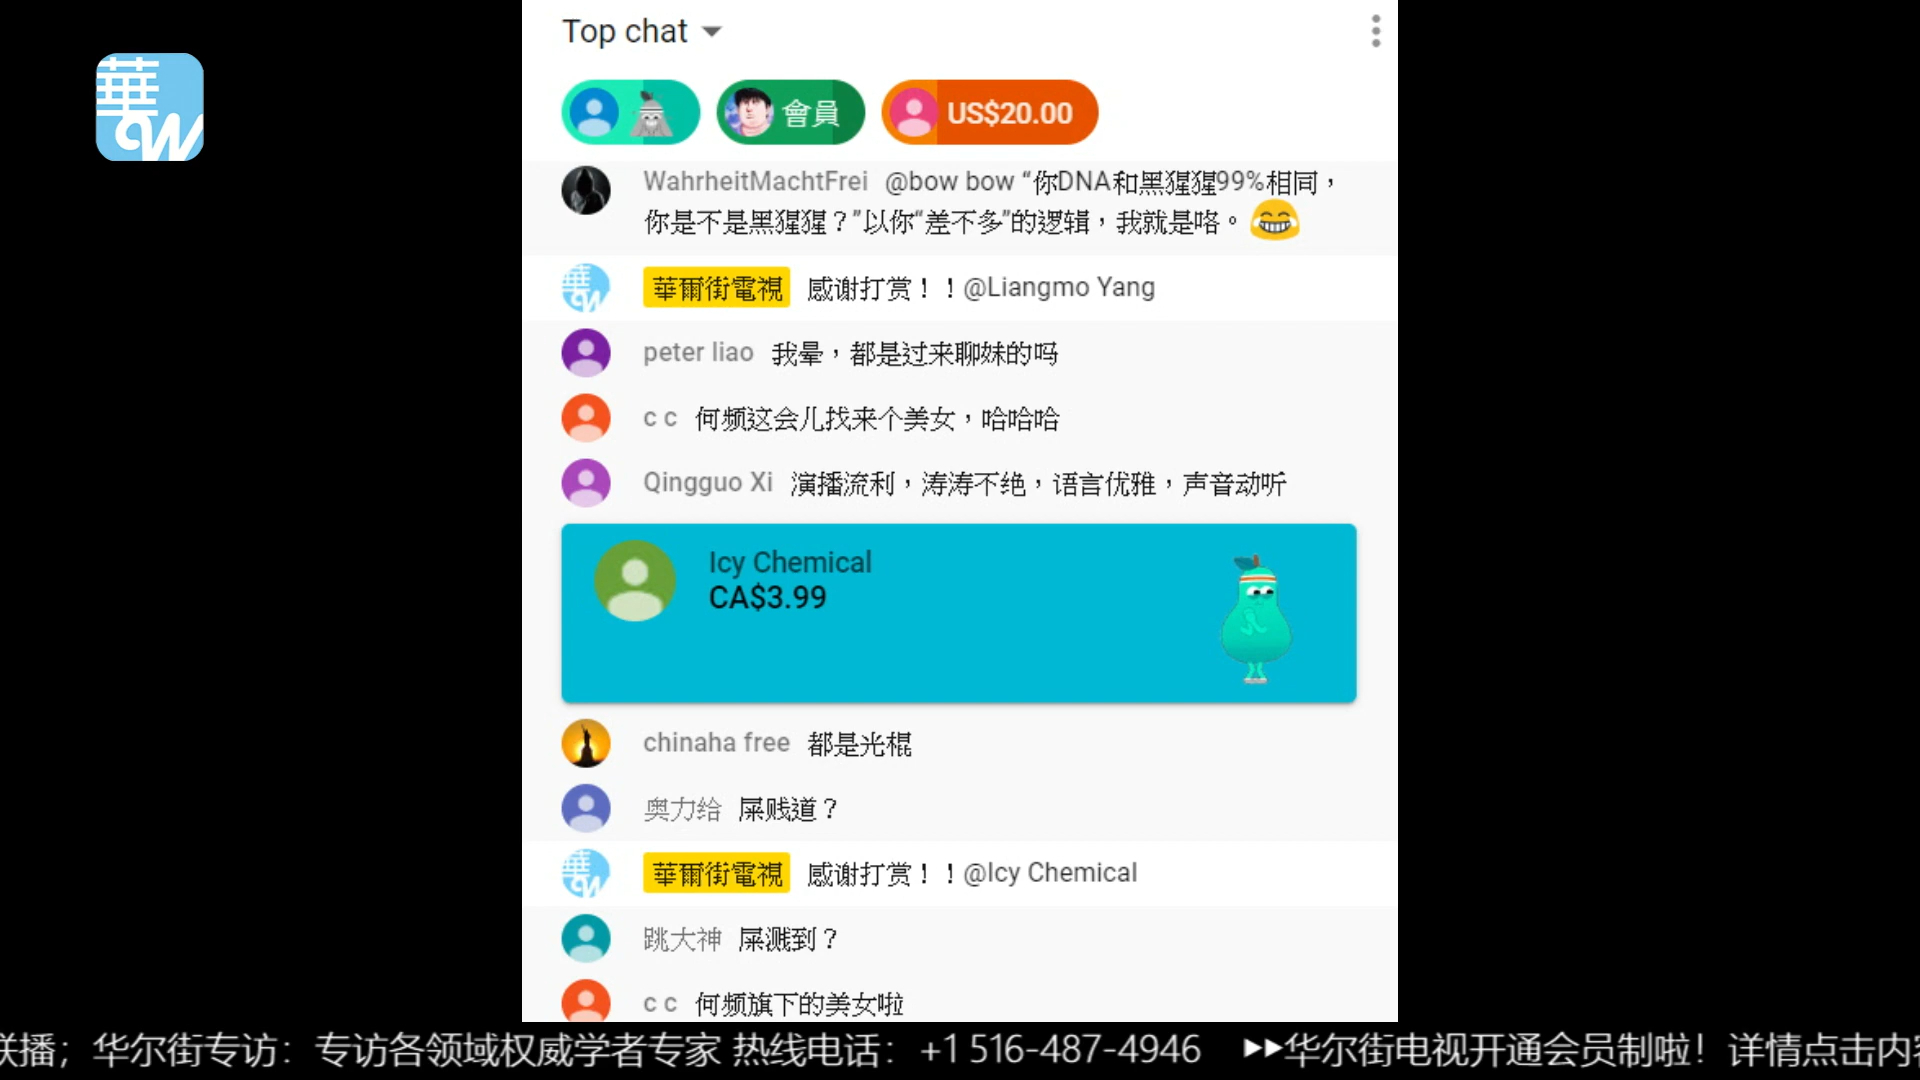 Top chat
華
W
會員
US$20.00
WahrheitMachtFrei @bow bow “你DNA和黑猩猩99%相同，
你是不是黑猩猩？”以你“差不多”的逻辑，我就是咯。
華爾街電視 感谢打赏！！@Liangmo Yang
peter liao 我晕，都是过来聊妹的吗
c c 何频这会儿找来个美女，哈哈哈
Qingguo Xi 演播流利，涛涛不绝，语言优雅，声音动听
Icy Chemical
CA$3.99
chinaha free 都是光棍
奥力给 屎贱道？
華爾街電視 感谢打赏！！@Icy Chemical
跳大神 屎溅到？
c c 何频旗下的美女啦
联播；华尔街专访：专访各领域权威学者专家 热线电话：+1 516-487-4946 ▶▶华尔街电视开通会员制啦！详情点击内容